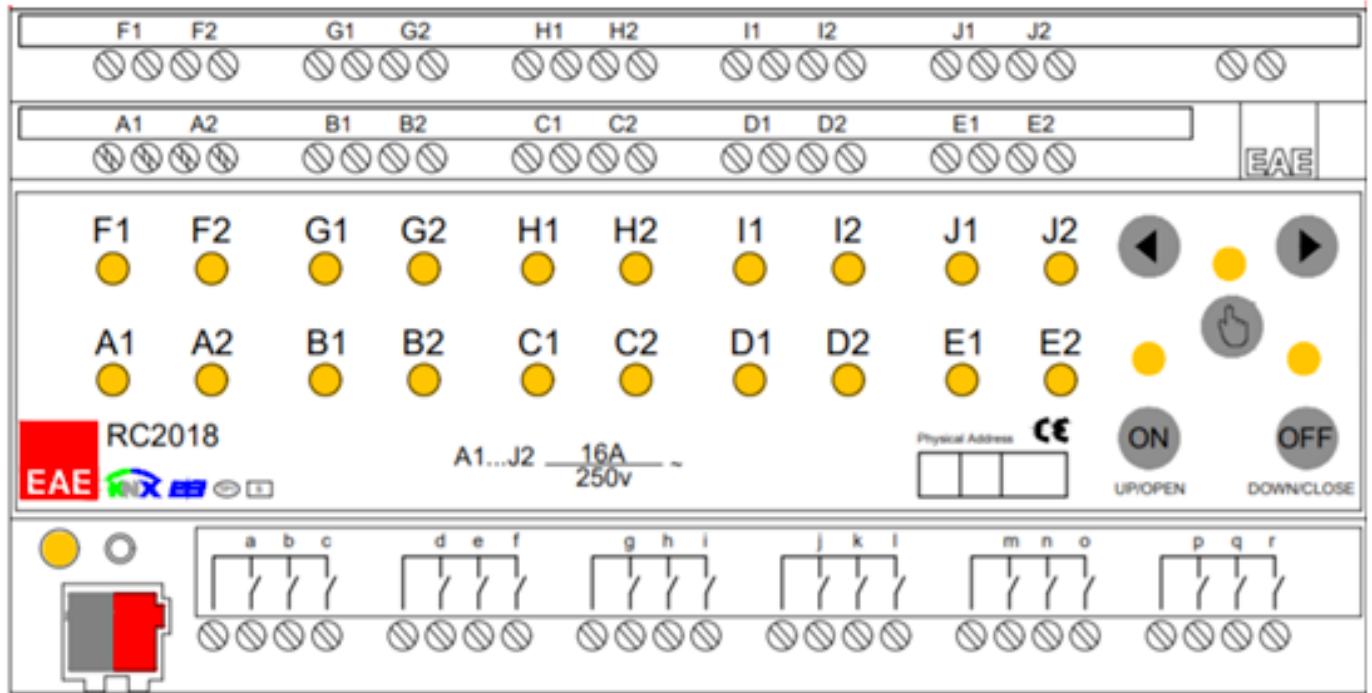 F1 F2 G1 G2 H1 H2 I1 I2 J1 J2
A1 A2 B1 B2 C1 C2 D1 D2 E1 E2
EAE
F1 F2 G1 G2 H1 H2 I1 I2 J1 J2
A1 A2 B1 B2 C1 C2 D1 D2 E1 E2
RC2018
EAE
KNX EIB
A1...J2 16A ~
250v
Physical Address CE
ON OFF
UP/OPEN DOWN/CLOSE
a b c d e f g h i j k l m n o p q r